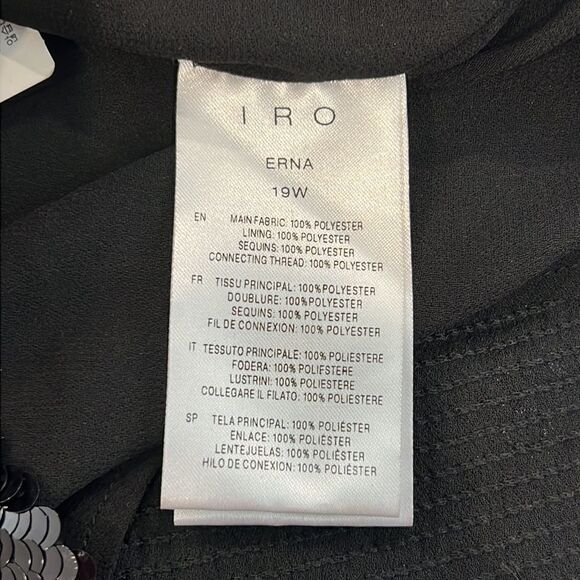 I R O
ERNA
19W
EN MAIN FABRIC: 100% POLYESTER
LINING: 100% POLYESTER
SEQUINS: 100% POLYESTER
CONNECTING THREAD: 100% POLYESTER
FR TISSU PRINCIPAL: 100%POLYESTER
DOUBLURE: 100% POLYESTER
SEQUINS: 100% POLYESTER
FIL DE CONNEXION: 100% POLYESTER
IT TESSUTO PRINCIPALE: 100% POLIESTERE
FODERA: 100% POLIFSTERE
LUSTRINI: 100% POLIESTERE
COLLEGARE IL FILATO: 100% POLIESTERE
SP TELA PRINCIPAL: 100% POLIÉSTER
ENLACE: 100% POLIÉSTER
LENTEJUELAS: 100% POLIÉSTER
HILO DE CONEXION: 100% POLIÉSTER